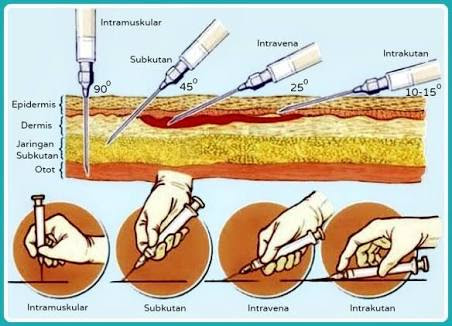 Intramuskular
Subkutan
Intravena
Intrakutan
90°
45°
25°
10-15°
Epidermis
Dermis
Jaringan
Subkutan
Otot
Intramuskular
Subkutan
Intravena
Intrakutan